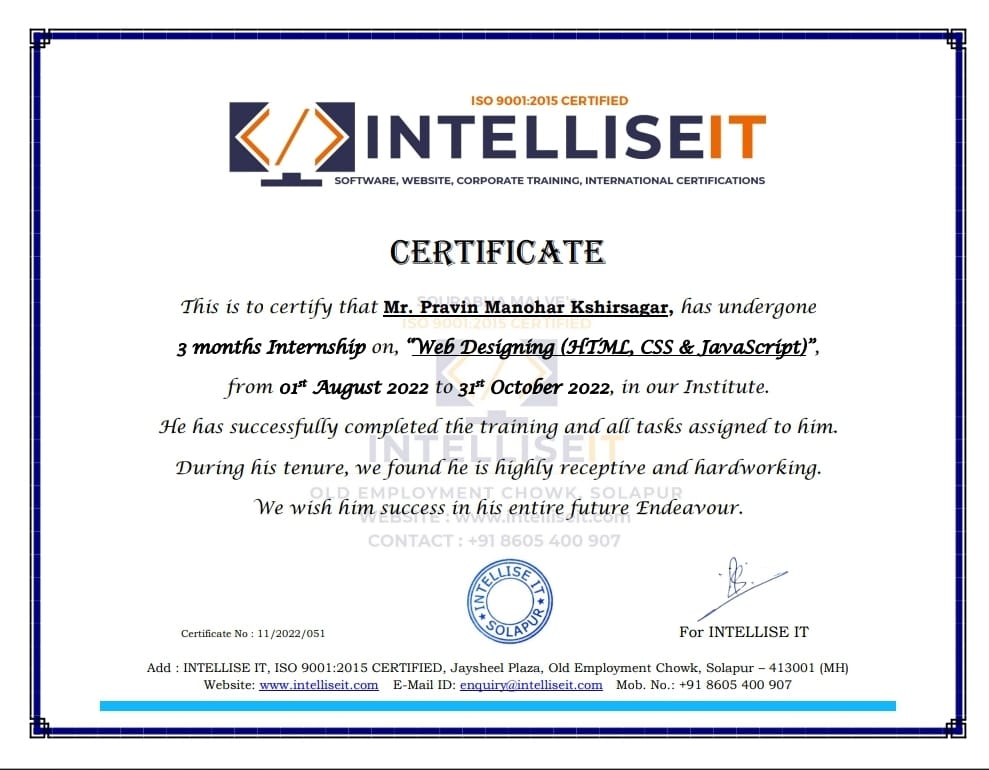 ISO 9001:2015 CERTIFIED
INTELLISEIT
SOFTWARE, WEBSITE, CORPORATE TRAINING, INTERNATIONAL CERTIFICATIONS
CERTIFICATE
This is to certify that Mr. Pravin Manohar Kshirsagar, has undergone
3 months Internship on, “Web Designing (HTML, CSS & JavaScript)”,
from 01st August 2022 to 31st October 2022, in our Institute.
He has successfully completed the training and all tasks assigned to him.
During his tenure, we found he is highly receptive and hardworking.
We wish him success in his entire future Endeavour.
SOURABHA MALVE'S
ISO 9001:2015 CERTIFIED
INTELLISEIT
OLD EMPLOYMENT CHOWK, SOLAPUR
WEBSITE : www.intelliseit.com
CONTACT : +91 8605 400 907
INTELLISE IT
SOLAPUR
Certificate No : 11/2022/051
For INTELLISE IT
Add : INTELLISE IT, ISO 9001:2015 CERTIFIED, Jaysheel Plaza, Old Employment Chowk, Solapur – 413001 (MH)
Website: www.intelliseit.com E-Mail ID: enquiry@intelliseit.com Mob. No.: +91 8605 400 907